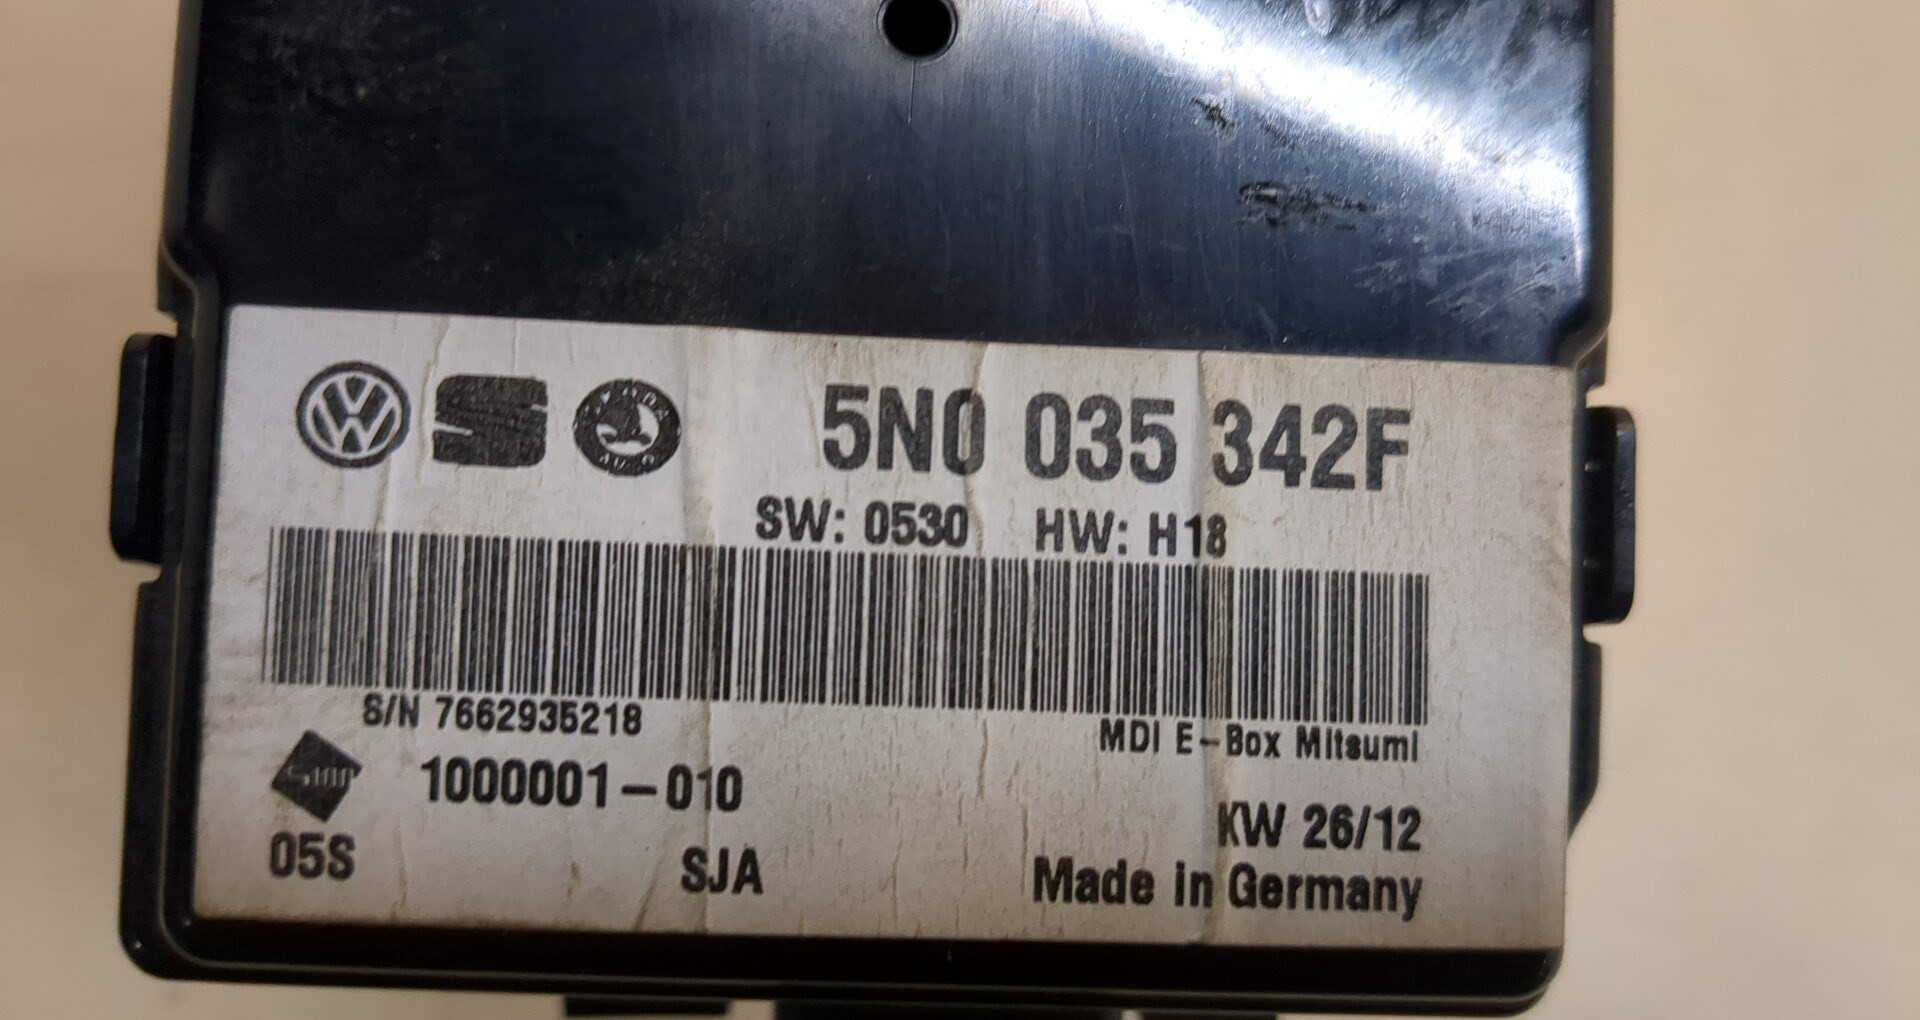 5N0 035 342F
SW: 0530 HW: H18
S/N 7662935218
MDI E-Box Mitsumi
1000001-010
KW 26/12
05S
SJA
Made in Germany